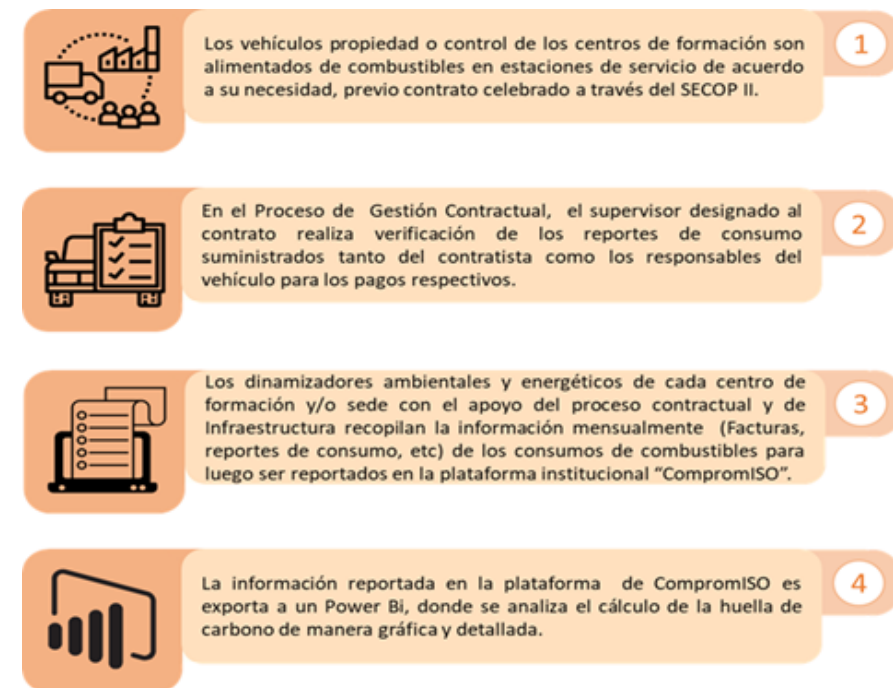 Los vehículos propiedad o control de los centros de formación son
alimentados de combustibles en estaciones de servicio de acuerdo
a su necesidad, previo contrato celebrado a través del SECOP II.
1
En el Proceso de Gestión Contractual, el supervisor designado al
contrato realiza verificación de los reportes de consumo
suministrados tanto del contratista como los responsables del
vehículo para los pagos respectivos.
2
Los dinamizadores ambientales y energéticos de cada centro de
formación y/o sede con el apoyo del proceso contractual y de
Infraestructura recopilan la información mensualmente (Facturas,
reportes de consumo, etc) de los consumos de combustibles para
luego ser reportados en la plataforma institucional “CompromISO”.
3
La información reportada en la plataforma de CompromISO es
exporta a un Power Bi, donde se analiza el cálculo de la huella de
carbono de manera gráfica y detallada.
4